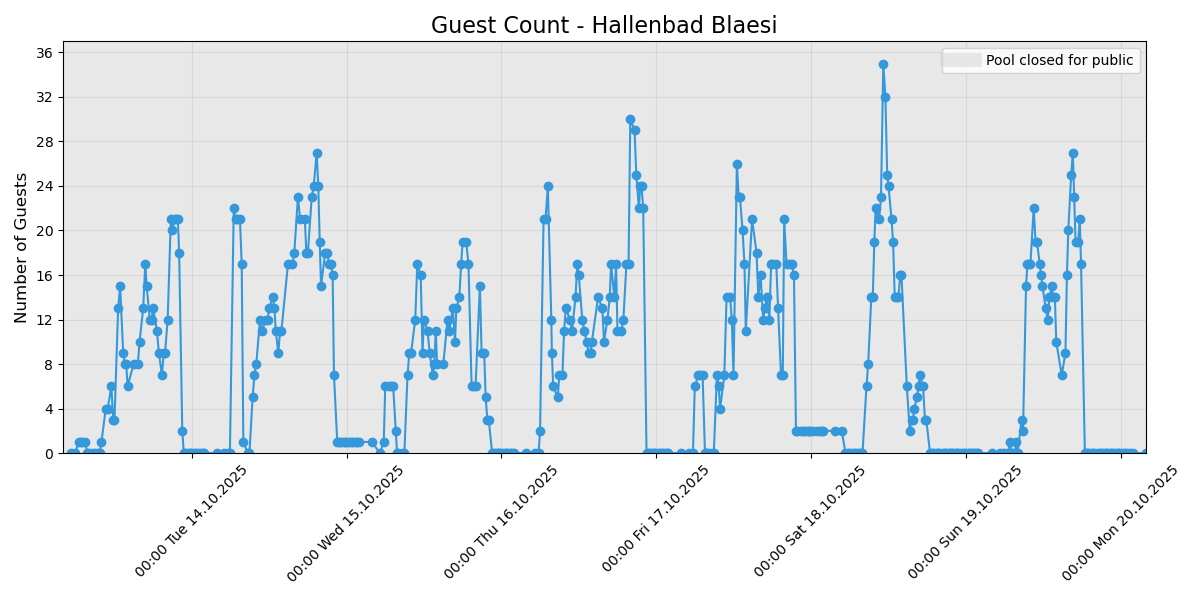 Guest Count - Hallenbad Blaesi
Pool closed for public
Number of Guests
36
32
28
24
20
16
12
8
4
0
00:00 Tue 14.10.2025
00:00 Wed 15.10.2025
00:00 Thu 16.10.2025
00:00 Fri 17.10.2025
00:00 Sat 18.10.2025
00:00 Sun 19.10.2025
00:00 Mon 20.10.2025